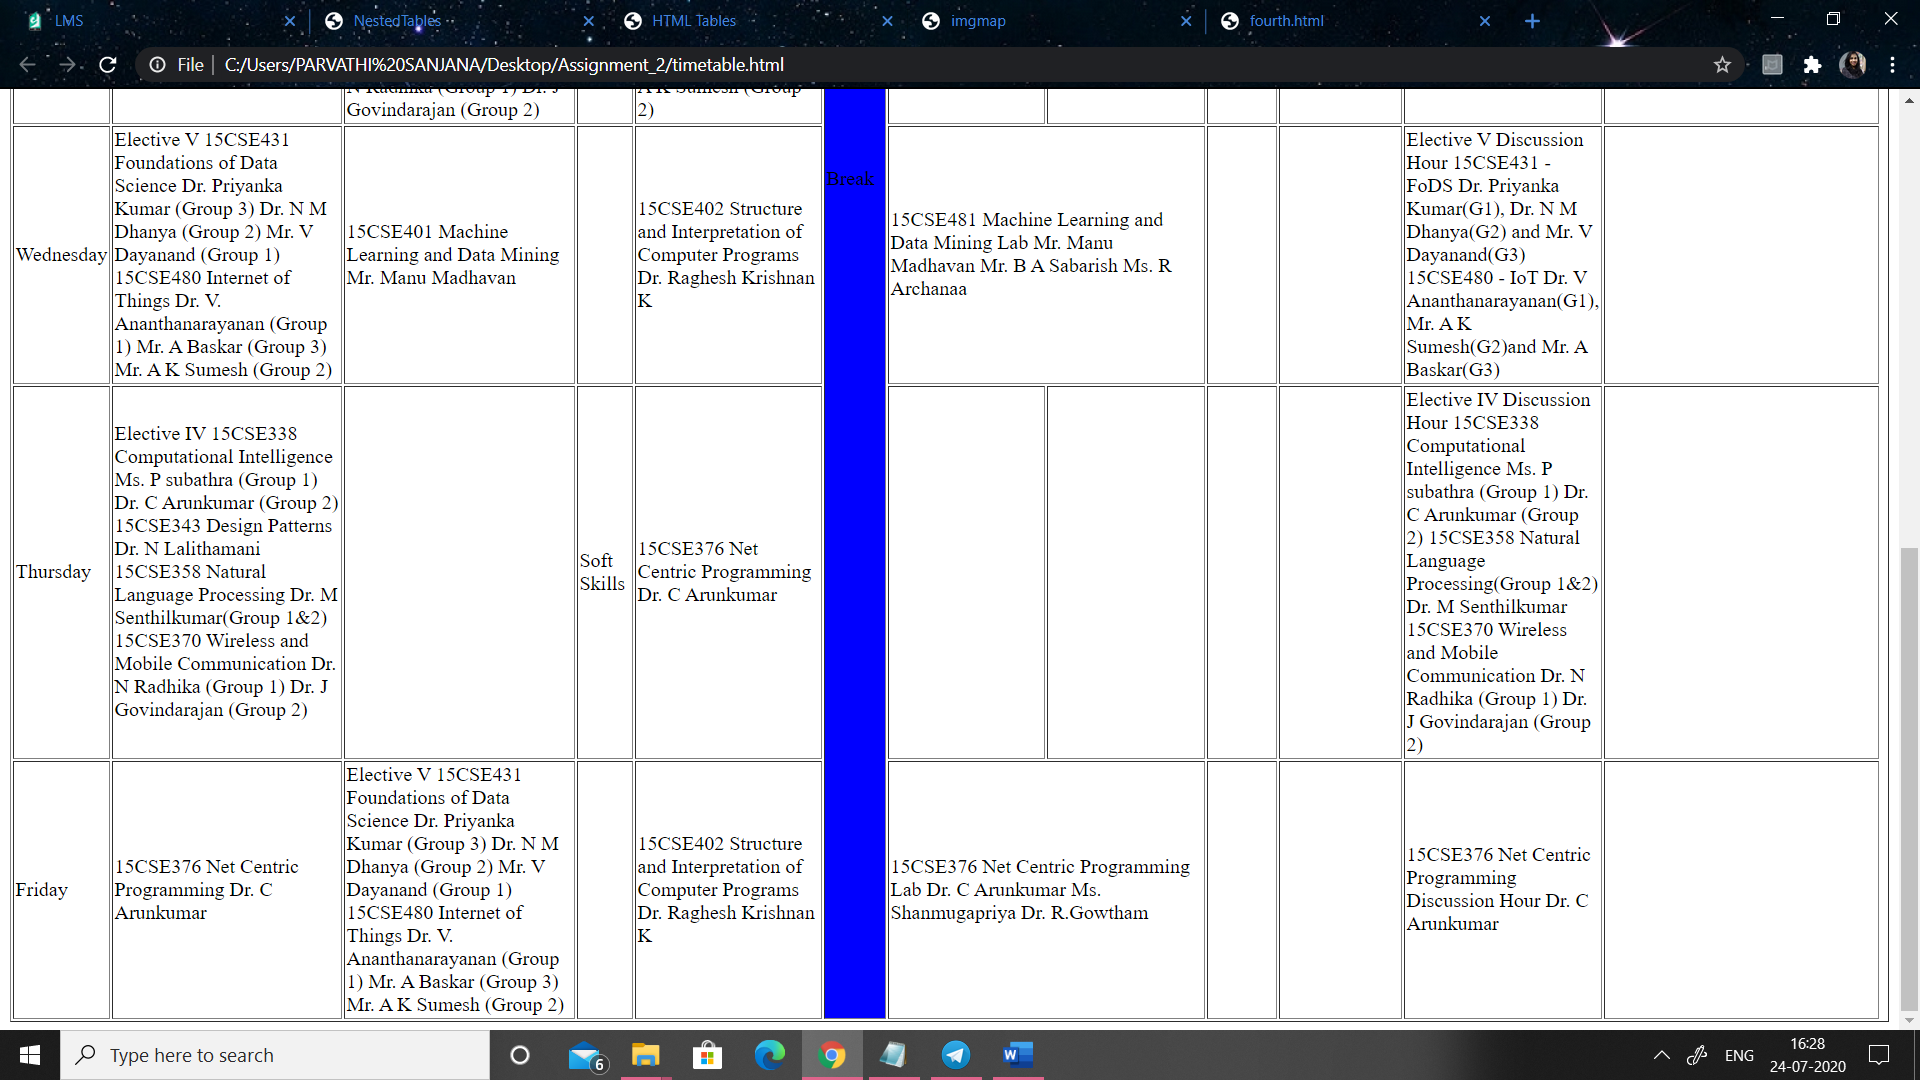 LMS
NestedTables
HTML Tables
imgmap
fourth.html
File
C:/Users/PARVATHI%20SANJANA/Desktop/Assignment_2/timetable.html
N Radhika (Group 1) Dr. J
Govindarajan (Group 2)
A K Sumesh (Group
2)
Break
Wednesday
Elective V 15CSE431
Foundations of Data
Science Dr. Priyanka
Kumar (Group 3) Dr. N M
Dhanya (Group 2) Mr. V
Dayanand (Group 1)
15CSE480 Internet of
Things Dr. V.
Ananthanarayanan (Group
1) Mr. A Baskar (Group 3)
Mr. A K Sumesh (Group 2)
15CSE401 Machine
Learning and Data Mining
Mr. Manu Madhavan
15CSE402 Structure
and Interpretation of
Computer Programs
Dr. Raghesh Krishnan
K
15CSE481 Machine Learning and
Data Mining Lab Mr. Manu
Madhavan Mr. B A Sabarish Ms. R
Archanaa
Elective V Discussion
Hour 15CSE431 -
FoDS Dr. Priyanka
Kumar(G1), Dr. N M
Dhanya(G2) and Mr. V
Dayanand(G3)
15CSE480 - IoT Dr. V
Ananthanarayanan(G1),
Mr. A K
Sumesh(G2)and Mr. A
Baskar(G3)
Thursday
Elective IV 15CSE338
Computational Intelligence
Ms. P subathra (Group 1)
Dr. C Arunkumar (Group 2)
15CSE343 Design Patterns
Dr. N Lalithamani
15CSE358 Natural
Language Processing Dr. M
Senthilkumar(Group 1&2)
15CSE370 Wireless and
Mobile Communication Dr.
N Radhika (Group 1) Dr. J
Govindarajan (Group 2)
Soft
Skills
15CSE376 Net
Centric Programming
Dr. C Arunkumar
Elective IV Discussion
Hour 15CSE338
Computational
Intelligence Ms. P
subathra (Group 1) Dr.
C Arunkumar (Group
2) 15CSE358 Natural
Language
Processing(Group 1&2)
Dr. M Senthilkumar
15CSE370 Wireless
and Mobile
Communication Dr. N
Radhika (Group 1) Dr.
J Govindarajan (Group
2)
Friday
15CSE376 Net Centric
Programming Dr. C
Arunkumar
Elective V 15CSE431
Foundations of Data
Science Dr. Priyanka
Kumar (Group 3) Dr. N M
Dhanya (Group 2) Mr. V
Dayanand (Group 1)
15CSE480 Internet of
Things Dr. V.
Ananthanarayanan (Group
1) Mr. A Baskar (Group 3)
Mr. A K Sumesh (Group 2)
15CSE402 Structure
and Interpretation of
Computer Programs
Dr. Raghesh Krishnan
K
15CSE376 Net Centric Programming
Lab Dr. C Arunkumar Ms.
Shanmugapriya Dr. R.Gowtham
15CSE376 Net Centric
Programming
Discussion Hour Dr. C
Arunkumar
Type here to search
6
ENG
16:28
24-07-2020